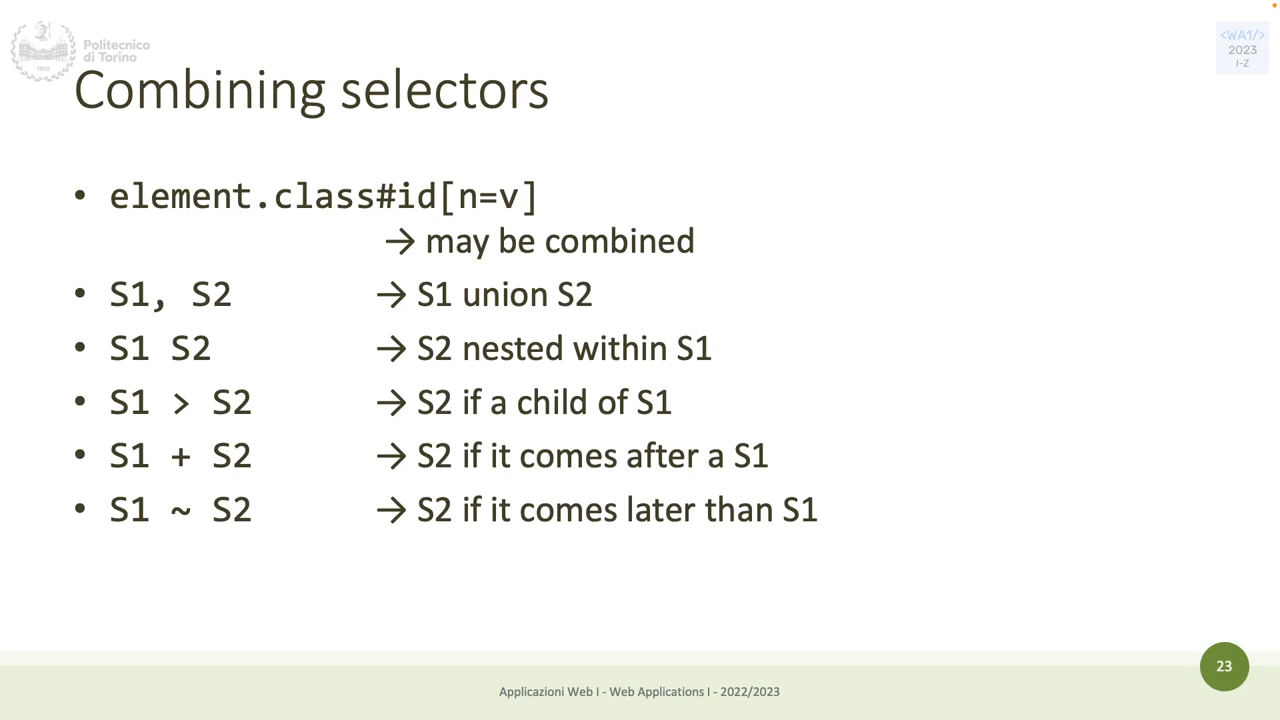 Politecnico
di Torino
1859
<WA1/>
2023
I-Z
Combining selectors
• element.class#id[n=v]
→ may be combined
• S1, S2 → S1 union S2
• S1 S2 → S2 nested within S1
• S1 > S2 → S2 if a child of S1
• S1 + S2 → S2 if it comes after a S1
• S1 ~ S2 → S2 if it comes later than S1
23
Applicazioni Web I - Web Applications I - 2022/2023